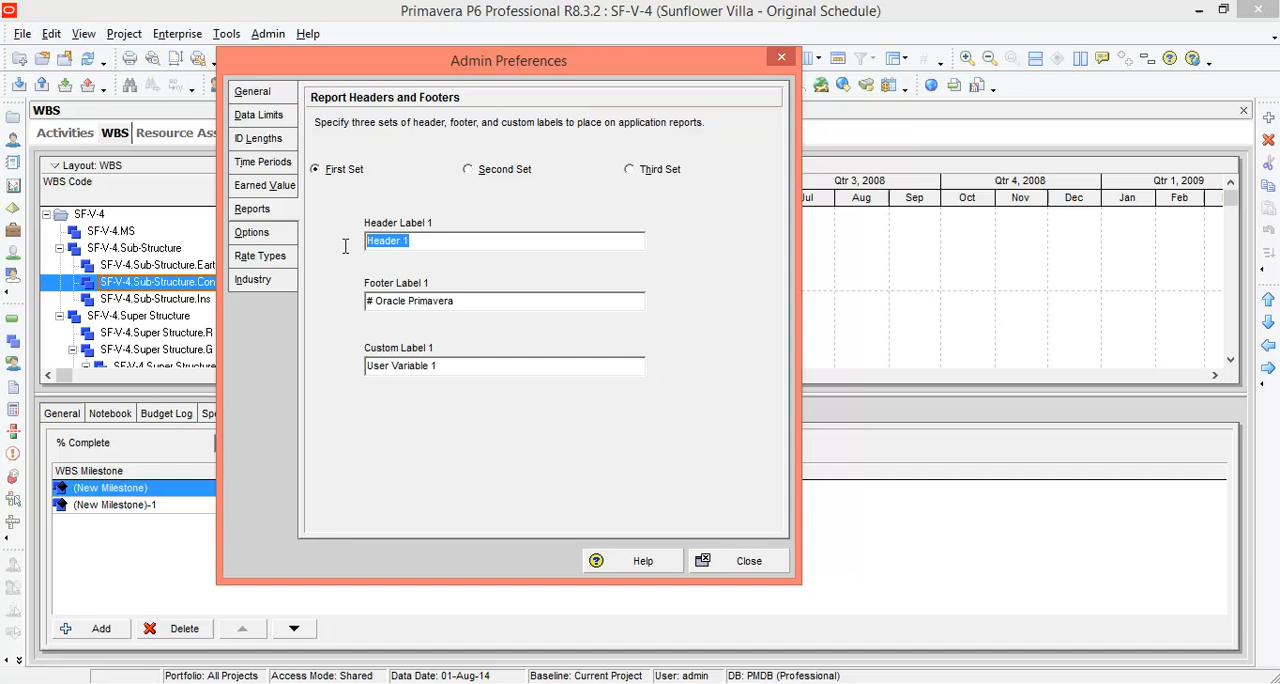 Primavera P6 Professional R8.3.2 : SF-V-4 (Sunflower Villa - Original Schedule)
File Edit View Project Enterprise Tools Admin Help
Admin Preferences
WBS
Activities WBS Resource Ass
Layout: WBS
WBS Code
SF-V-4
SF-V-4.MS
SF-V-4.Sub-Structure
SF-V-4.Sub-Structure.Eart
SF-V-4.Sub-Structure.Con
SF-V-4.Sub-Structure.Ins
SF-V-4.Super Structure
SF-V-4.Super Structure.R
SF-V-4.Super Structure.G
SF-V-4.Super Structure
General
Data Limits
ID Lengths
Time Periods
Earned Value
Reports
Options
Rate Types
Industry
Report Headers and Footers
Specify three sets of header, footer, and custom labels to place on application reports.
First Set Second Set Third Set
Header Label 1
Header 1
Footer Label 1
# Oracle Primavera
Custom Label 1
User Variable 1
Help Close
Qtr 3, 2008 Qtr 4, 2008 Qtr 1, 2009
Jul Aug Sep Oct Nov Dec Jan Feb
General Notebook Budget Log Spe
% Complete
WBS Milestone
(New Milestone)
(New Milestone)-1
Add Delete
Portfolio: All Projects Access Mode: Shared Data Date: 01-Aug-14 Baseline: Current Project User: admin DB: PMDB (Professional)